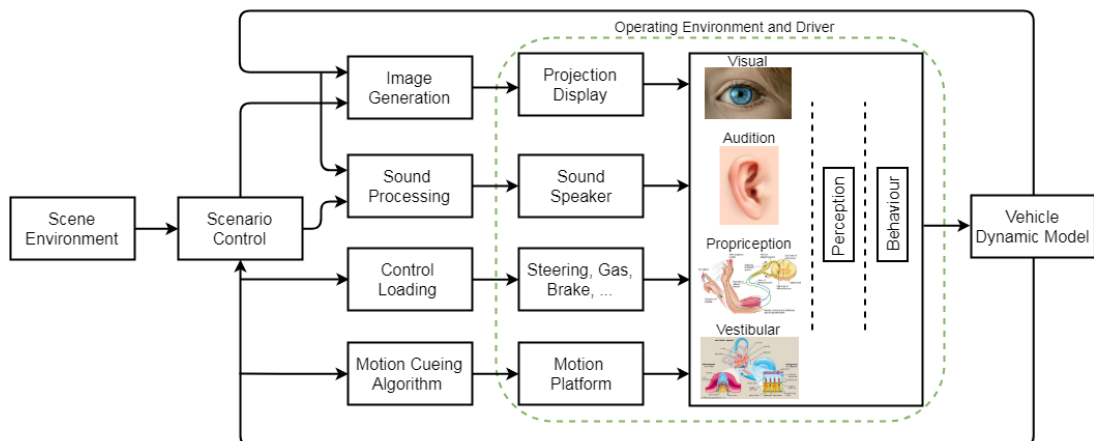 Operating Environment and Driver
Image
Generation
Projection
Display
Visual
Audition
Sound
Processing
Sound
Speaker
Scene
Environment
Scenario
Control
Perception
Behaviour
Vehicle
Dynamic Model
Propriception
Control
Loading
Steering, Gas,
Brake, ...
Vestibular
Motion Cueing
Algorithm
Motion
Platform